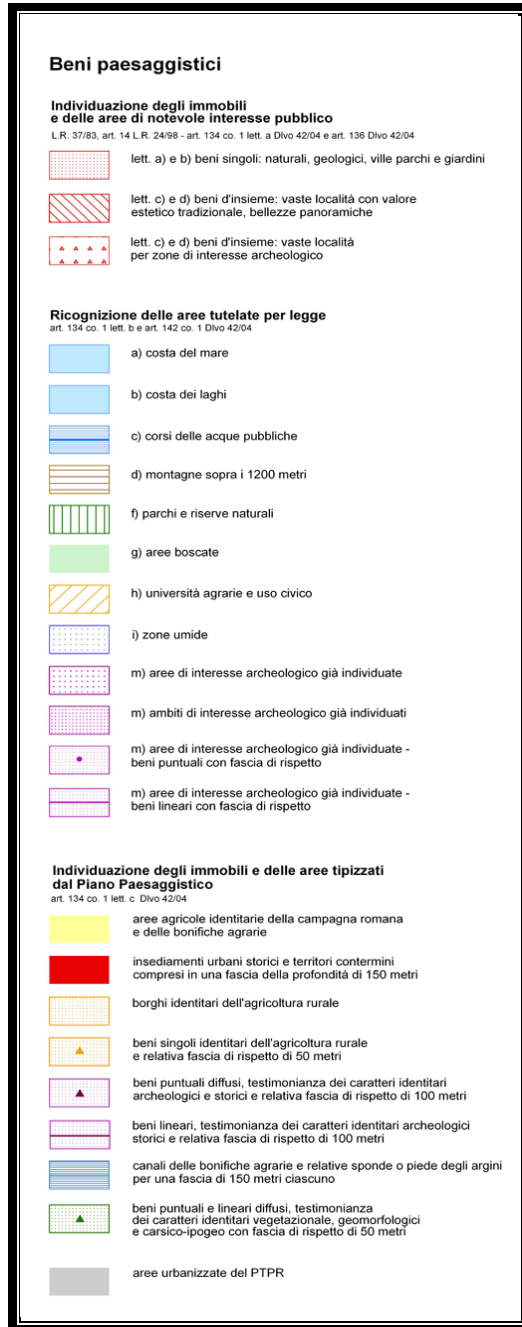 Beni paesaggistici
Individuazione degli immobili
e delle aree di notevole interesse pubblico
L.R. 37/83, art. 14 L.R. 24/98 - art. 134 co. 1 lett. a Dlvo 42/04 e art. 136 Dlvo 42/04
lett. a) e b) beni singoli: naturali, geologici, ville parchi e giardini
lett. c) e d) beni d'insieme: vaste località con valore
estetico tradizionale, bellezze panoramiche
lett. c) e d) beni d'insieme: vaste località
per zone di interesse archeologico
Ricognizione delle aree tutelate per legge
art. 134 co. 1 lett. b e art. 142 co. 1 Dlvo 42/04
a) costa del mare
b) costa dei laghi
c) corsi delle acque pubbliche
d) montagne sopra i 1200 metri
f) parchi e riserve naturali
g) aree boscate
h) università agrarie e uso civico
i) zone umide
m) aree di interesse archeologico già individuate
m) ambiti di interesse archeologico già individuati
m) aree di interesse archeologico già individuate -
beni puntuali con fascia di rispetto
m) aree di interesse archeologico già individuate -
beni lineari con fascia di rispetto
Individuazione degli immobili e delle aree tipizzati
dal Piano Paesaggistico
art. 134 co. 1 lett. c Dlvo 42/04
aree agricole identitarie della campagna romana
e delle bonifiche agrarie
insediamenti urbani storici e territori contermini
compresi in una fascia della profondità di 150 metri
borghi identitari dell'agricoltura rurale
beni singoli identitari dell'agricoltura rurale
e relativa fascia di rispetto di 50 metri
beni puntuali diffusi, testimonianza dei caratteri identitari
archeologici e storici e relativa fascia di rispetto di 100 metri
beni lineari, testimonianza dei caratteri identitari archeologici
storici e relativa fascia di rispetto di 100 metri
canali delle bonifiche agrarie e relative sponde o piede degli argini
per una fascia di 150 metri ciascuno
beni puntuali e lineari diffusi, testimonianza
dei caratteri identitari vegetazionale, geomorfologici
e carsico-ipogeo con fascia di rispetto di 50 metri
aree urbanizzate del PTPR